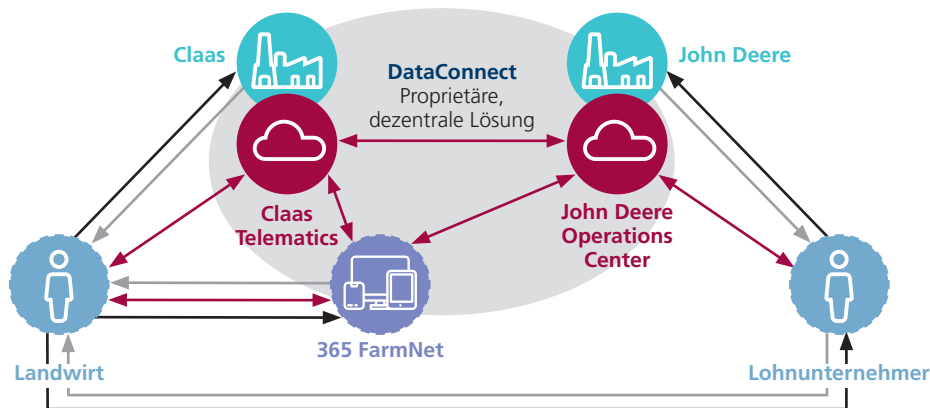 Claas
John Deere
DataConnect
Proprietäre,
dezentrale Lösung
Claas
Telematics
John Deere
Operations
Center
365 FarmNet
Landwirt
Lohnunternehmer